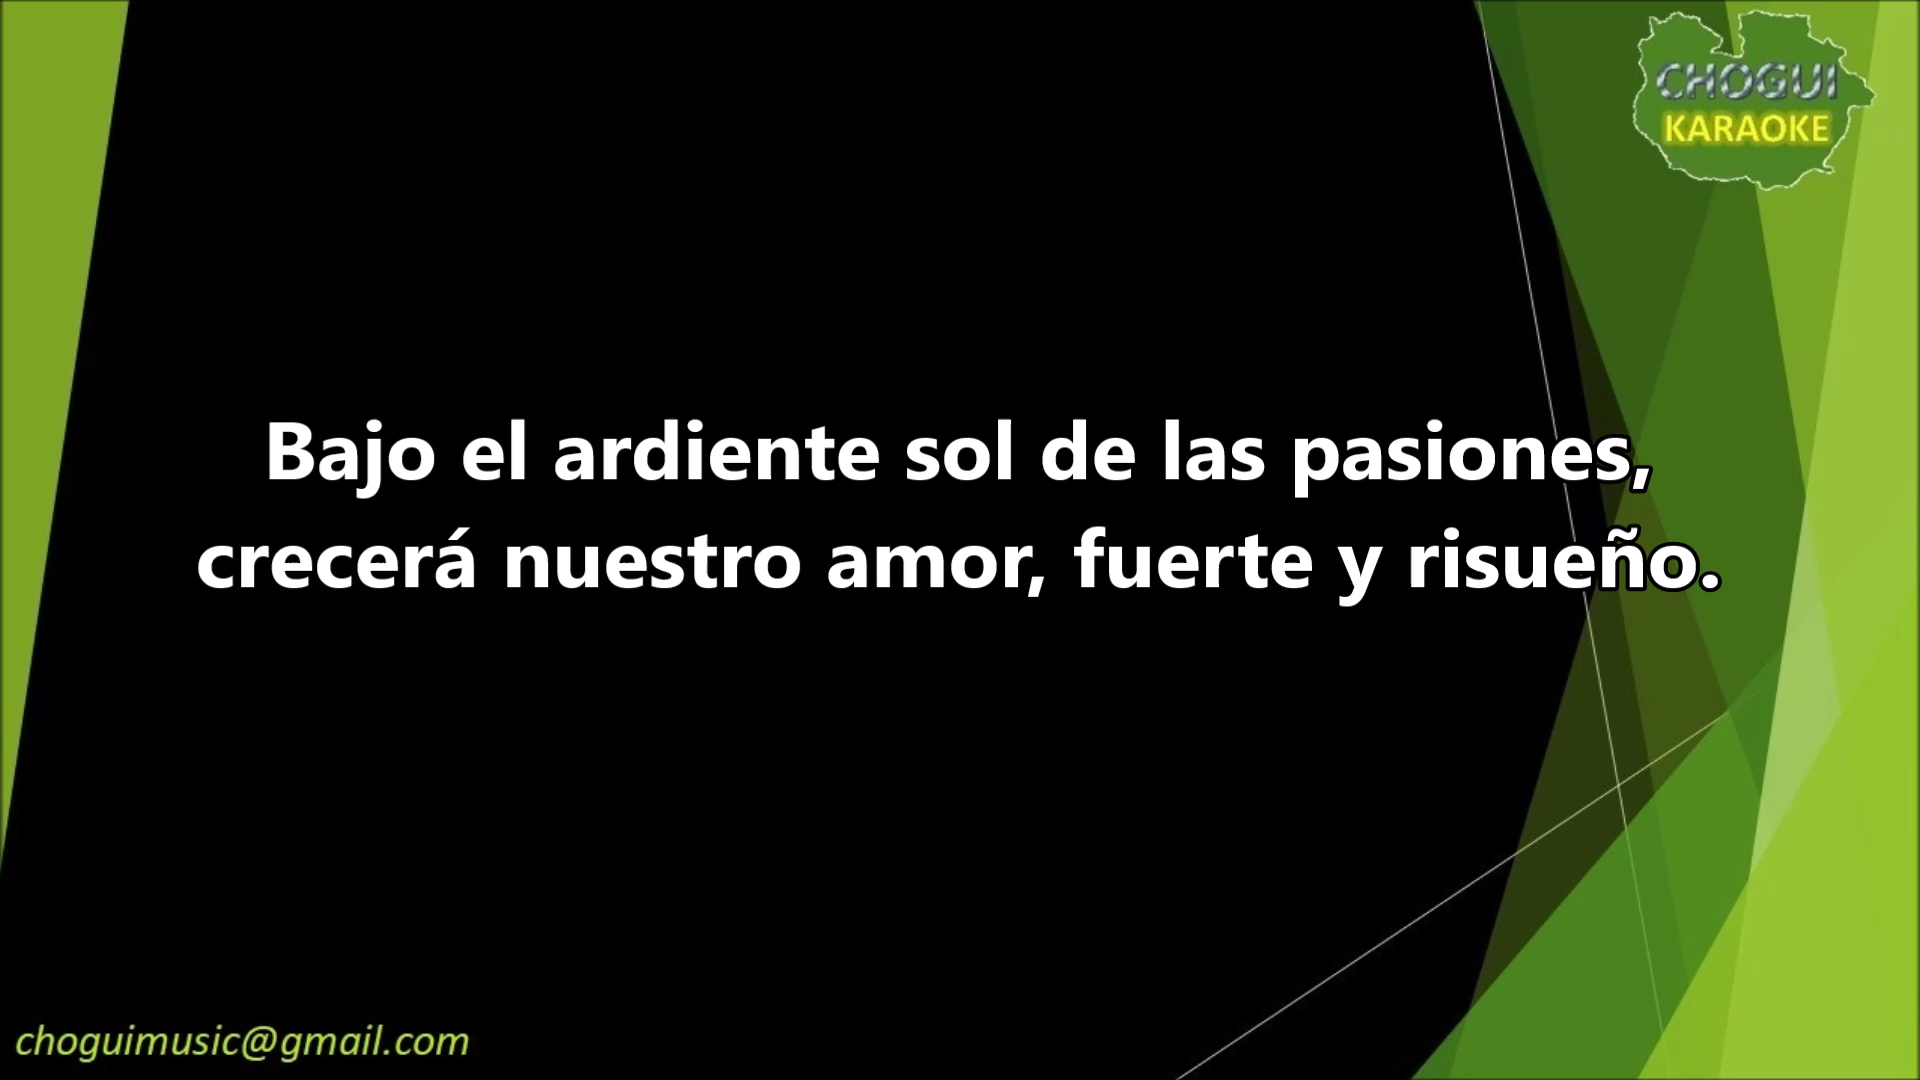 CHOGUI
KARAOKE
Bajo el ardiente sol de las pasiones,
crecerá nuestro amor, fuerte y risueño.
choguimusic@gmail.com